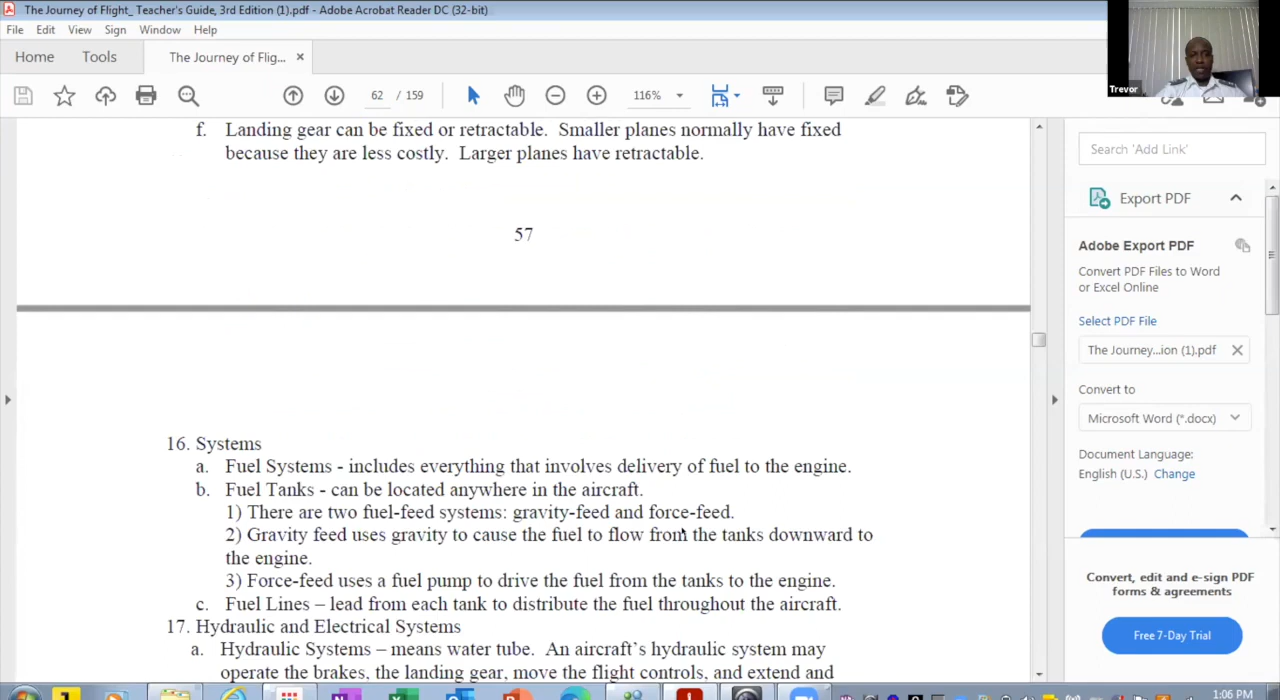 The Journey of Flight_ Teacher's Guide, 3rd Edition (1).pdf - Adobe Acrobat Reader DC (32-bit)
File Edit View Sign Window Help
Home Tools The Journey of Flig... ×
62 / 159 116%
Trevor
f. Landing gear can be fixed or retractable. Smaller planes normally have fixed
because they are less costly. Larger planes have retractable.
57
16. Systems
a. Fuel Systems - includes everything that involves delivery of fuel to the engine.
b. Fuel Tanks - can be located anywhere in the aircraft.
1) There are two fuel-feed systems: gravity-feed and force-feed.
2) Gravity feed uses gravity to cause the fuel to flow from the tanks downward to
the engine.
3) Force-feed uses a fuel pump to drive the fuel from the tanks to the engine.
c. Fuel Lines – lead from each tank to distribute the fuel throughout the aircraft.
17. Hydraulic and Electrical Systems
a. Hydraulic Systems – means water tube. An aircraft's hydraulic system may
operate the brakes, the landing gear, move the flight controls, and extend and
Search 'Add Link'
Export PDF
Adobe Export PDF
Convert PDF Files to Word
or Excel Online
Select PDF File
The Journey...ion (1).pdf
Convert to
Microsoft Word (*.docx)
Document Language:
English (U.S.) Change
Convert, edit and e-sign PDF
forms & agreements
Free 7-Day Trial
1:06 PM